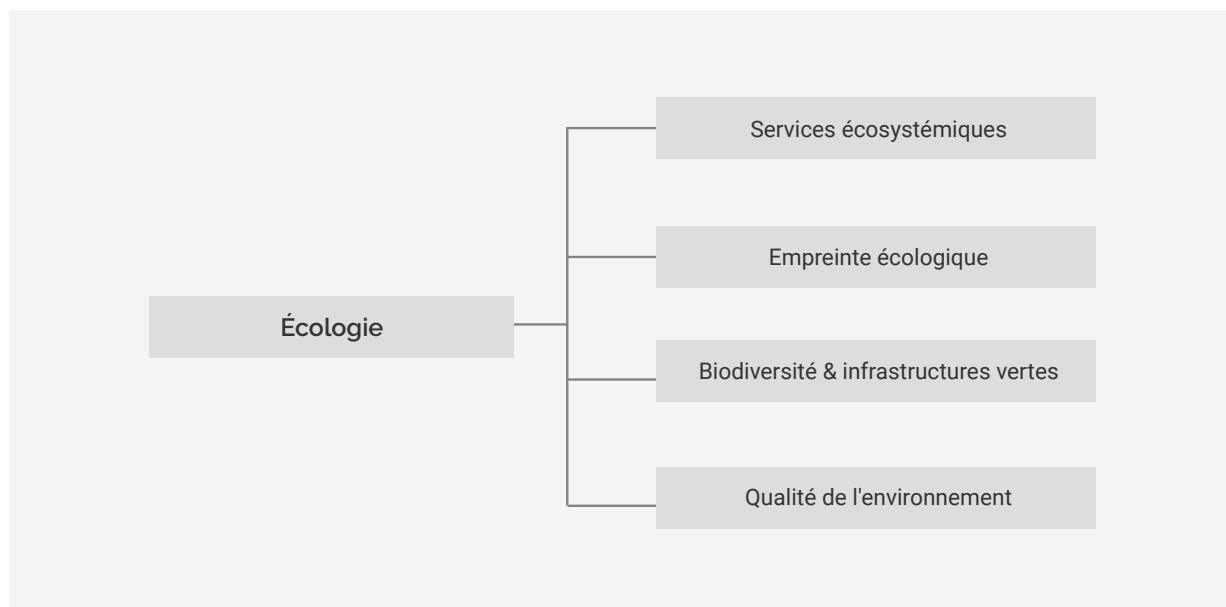 Services écosystémiques
Empreinte écologique
Écologie
Biodiversité & infrastructures vertes
Qualité de l'environnement